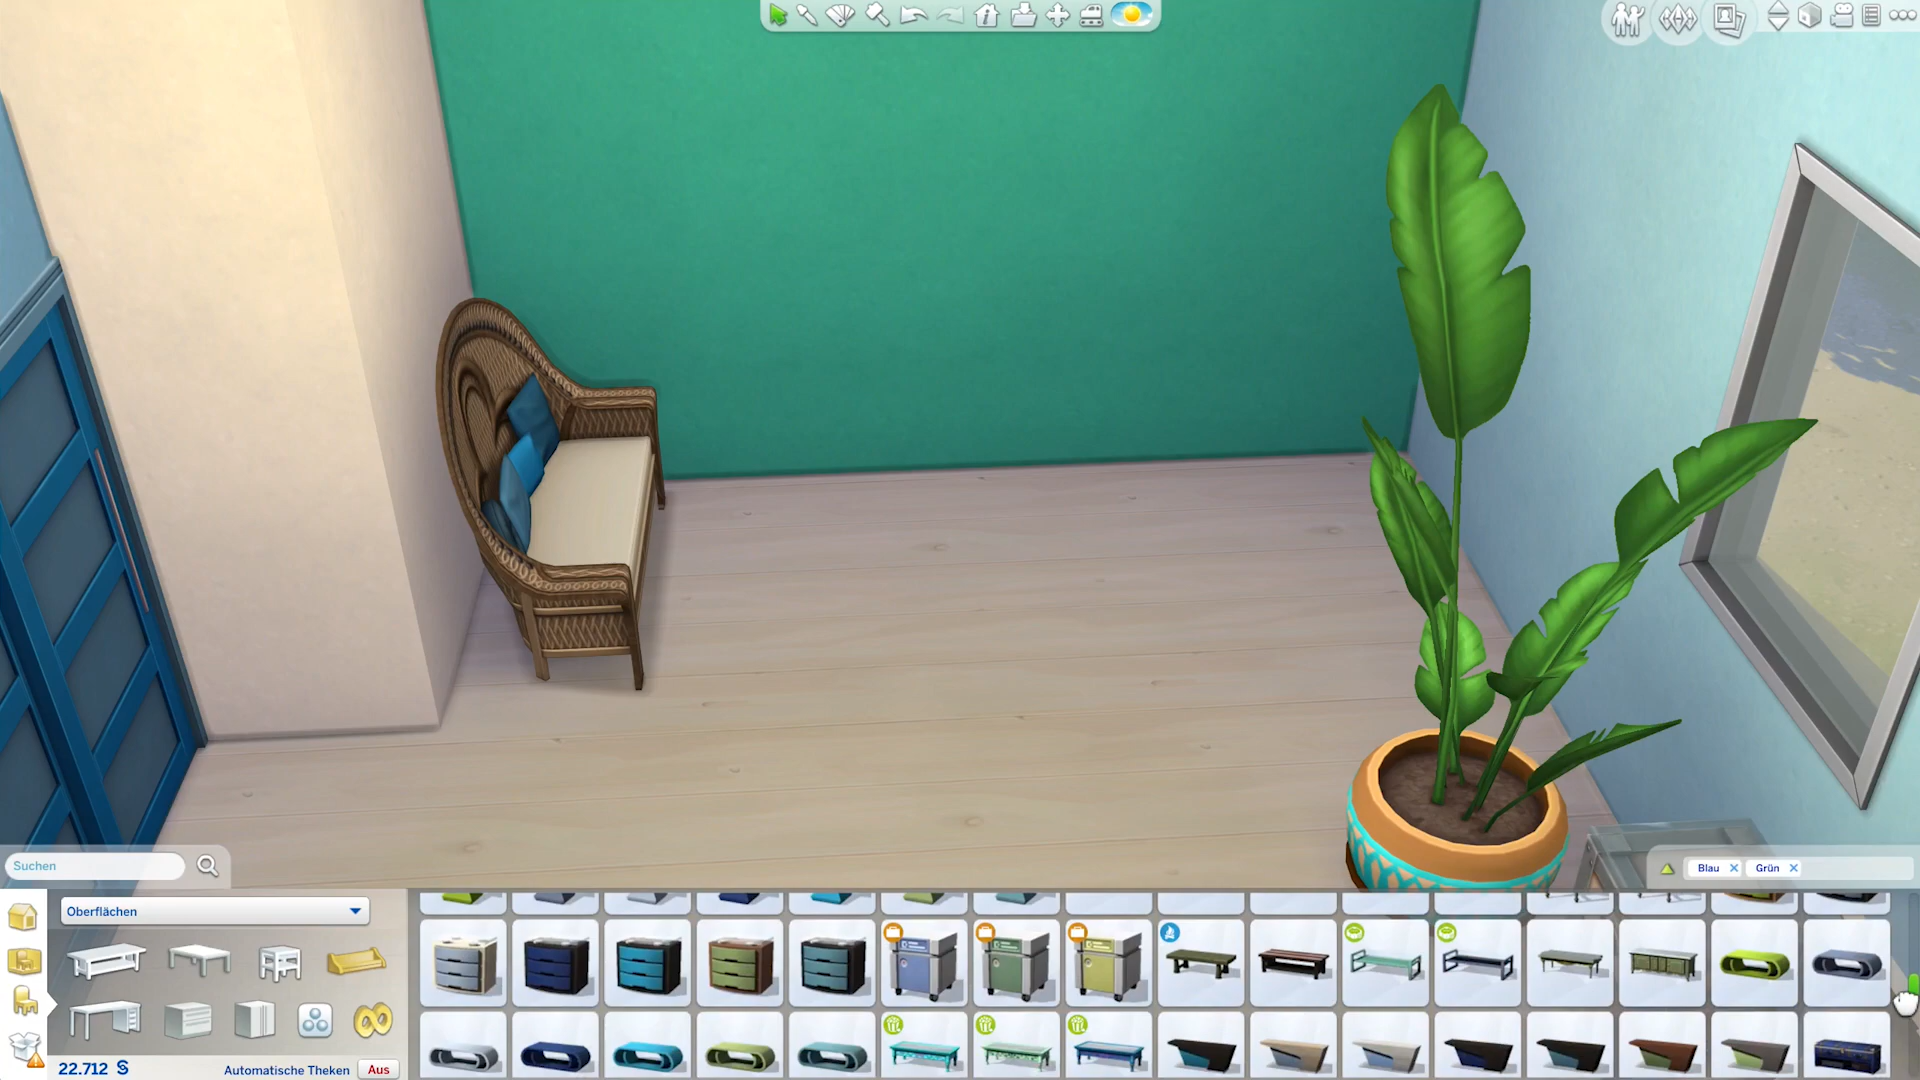 Suchen
Blau
Grün
Oberflächen
22.712 S
Automatische Theken
Aus